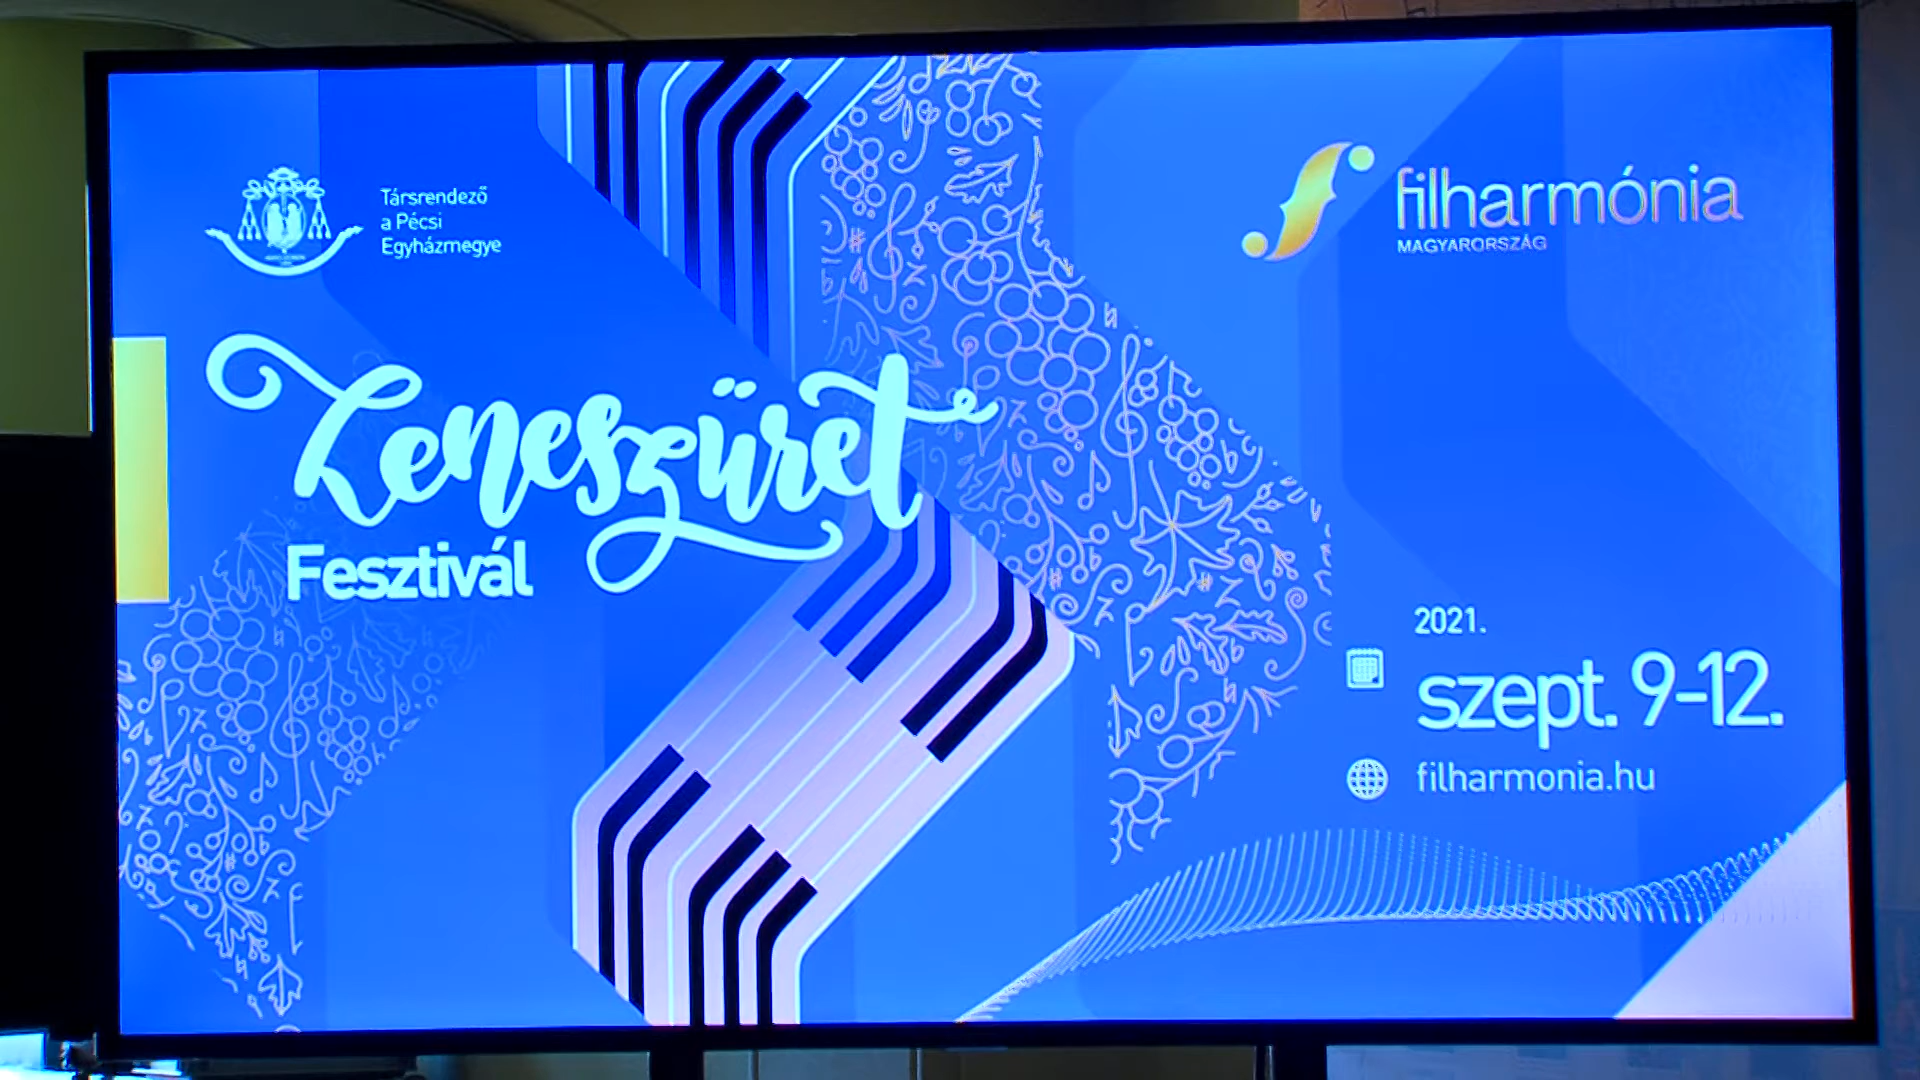 Társrendező
a Pécsi
Egyházmegye
filharmónia
MAGYARORSZÁG
Zeneszüret
Fesztivál
2021.
szept. 9-12.
filharmonia.hu